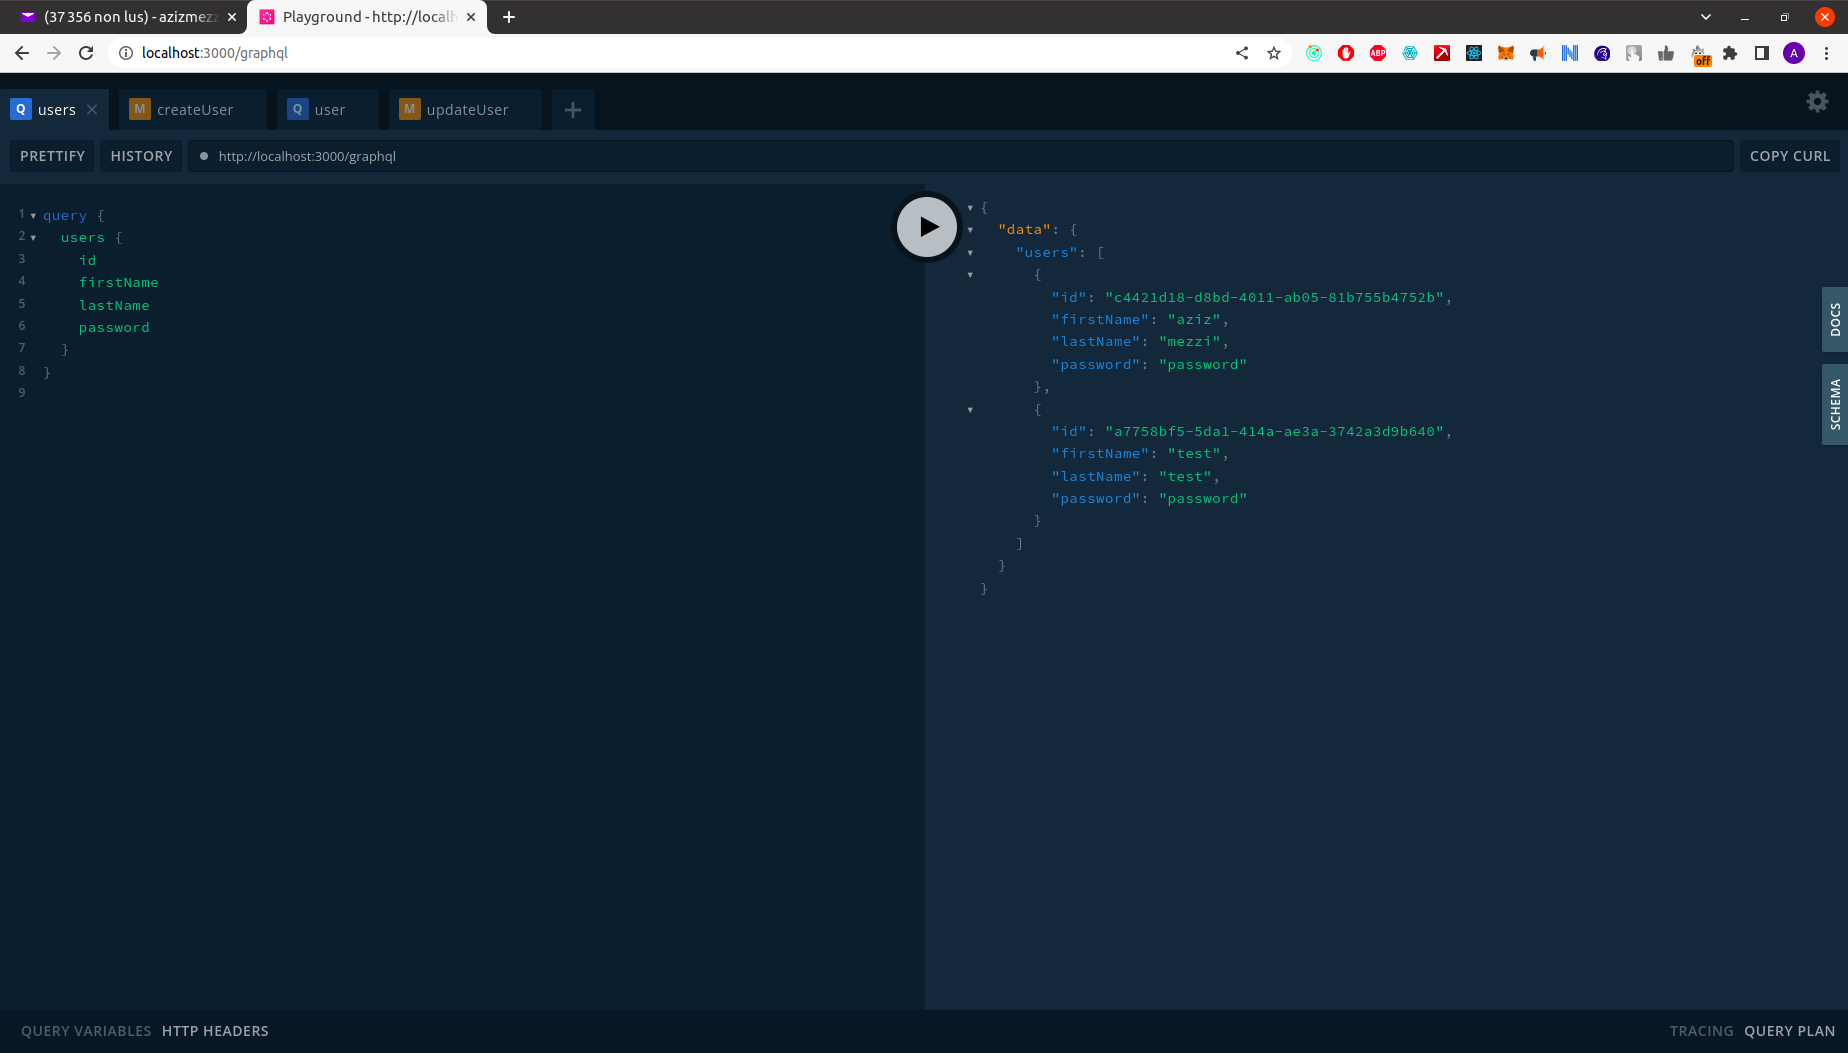 (37 356 non lus) - azizmezz
Playground - http://localh
localhost:3000/graphql
ABP
off
A
Q users
M createUser
Q user
M updateUser
PRETTIFY
HISTORY
http://localhost:3000/graphql
COPY CURL
1 query {
2 users {
3 id
4 firstName
5 lastName
6 password
7 }
8 }
9
{
"data": {
"users": [
{
"id": "c4421d18-d8bd-4011-ab05-81b755b4752b",
"firstName": "aziz",
"lastName": "mezzi",
"password": "password"
},
{
"id": "a7758bf5-5da1-414a-ae3a-3742a3d9b640",
"firstName": "test",
"lastName": "test",
"password": "password"
}
]
}
}
DOCS
SCHEMA
QUERY VARIABLES
HTTP HEADERS
TRACING
QUERY PLAN